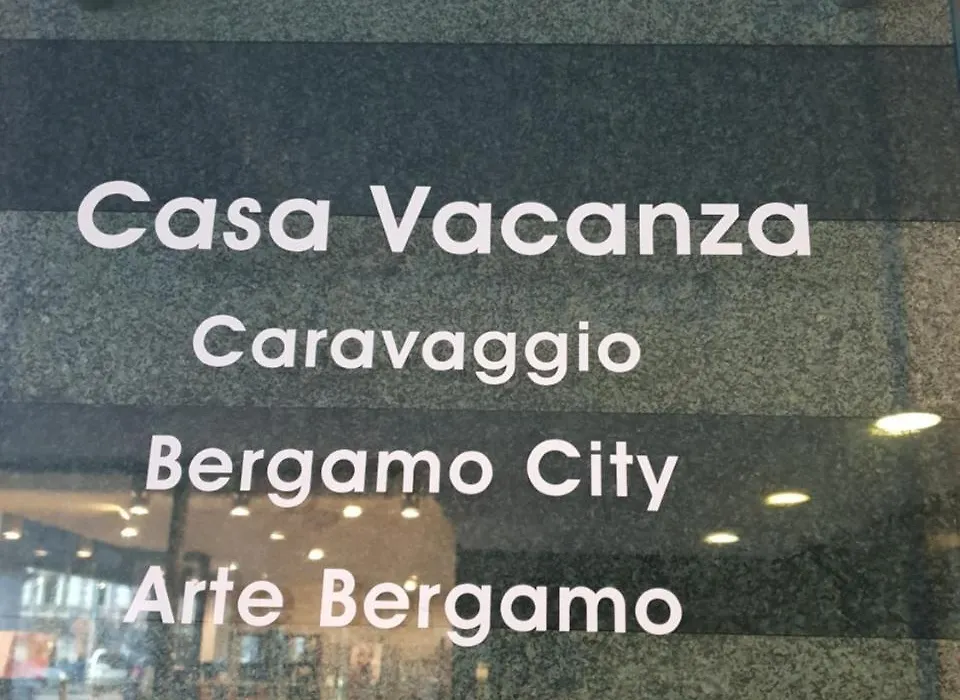 Casa Vacanza
Caravaggio
Bergamo City
Arte Bergamo